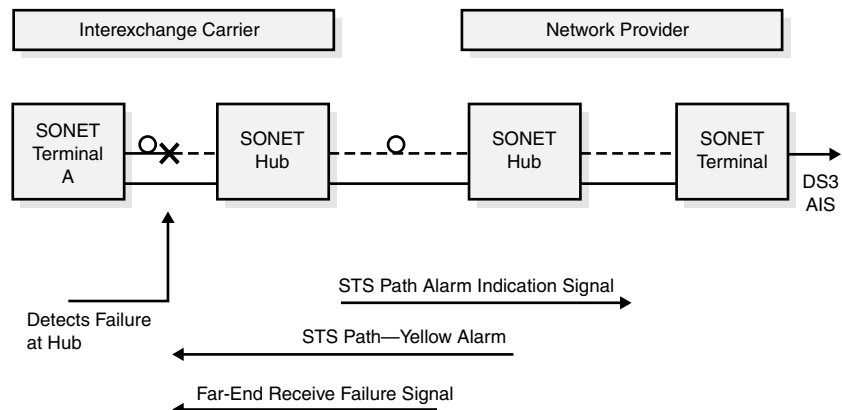 Interexchange Carrier
Network Provider
SONET
Terminal
A
SONET
Hub
SONET
Hub
SONET
Terminal
DS3
AIS
STS Path Alarm Indication Signal
Detects Failure
at Hub
STS Path—Yellow Alarm
Far-End Receive Failure Signal